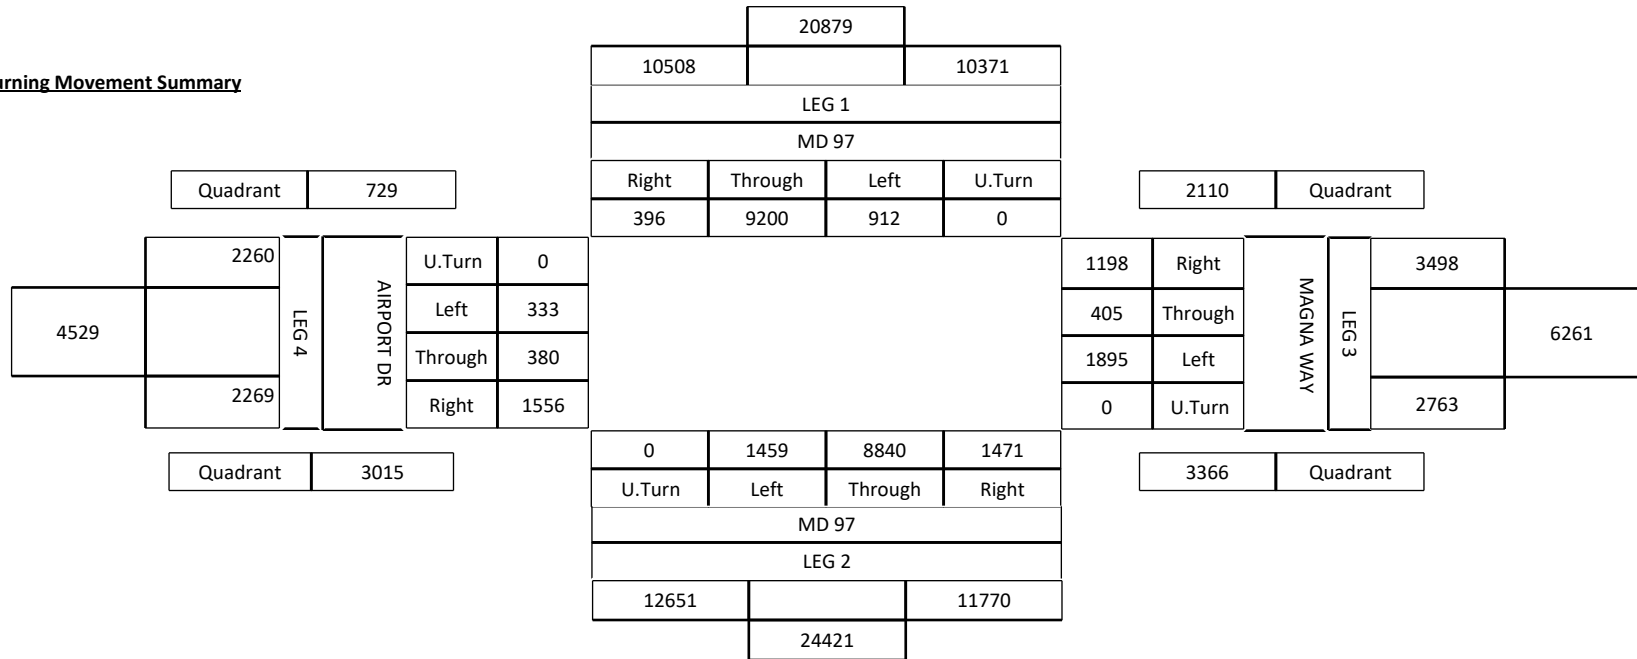 20879
10508 10371
urning Movement Summary
LEG 1
MD 97
Quadrant 729
Right Through Left U.Turn
2110 Quadrant
396 9200 912 0
2260
U.Turn 0
1198 Right
3498
Left 333
405 Through
4529
LEG 4
AIRPORT DR
MAGNA WAY
LEG 3
6261
Through 380
1895 Left
2269
Right 1556
0 U.Turn
2763
0 1459 8840 1471
Quadrant 3015
U.Turn Left Through Right
3366 Quadrant
MD 97
LEG 2
12651 11770
24421